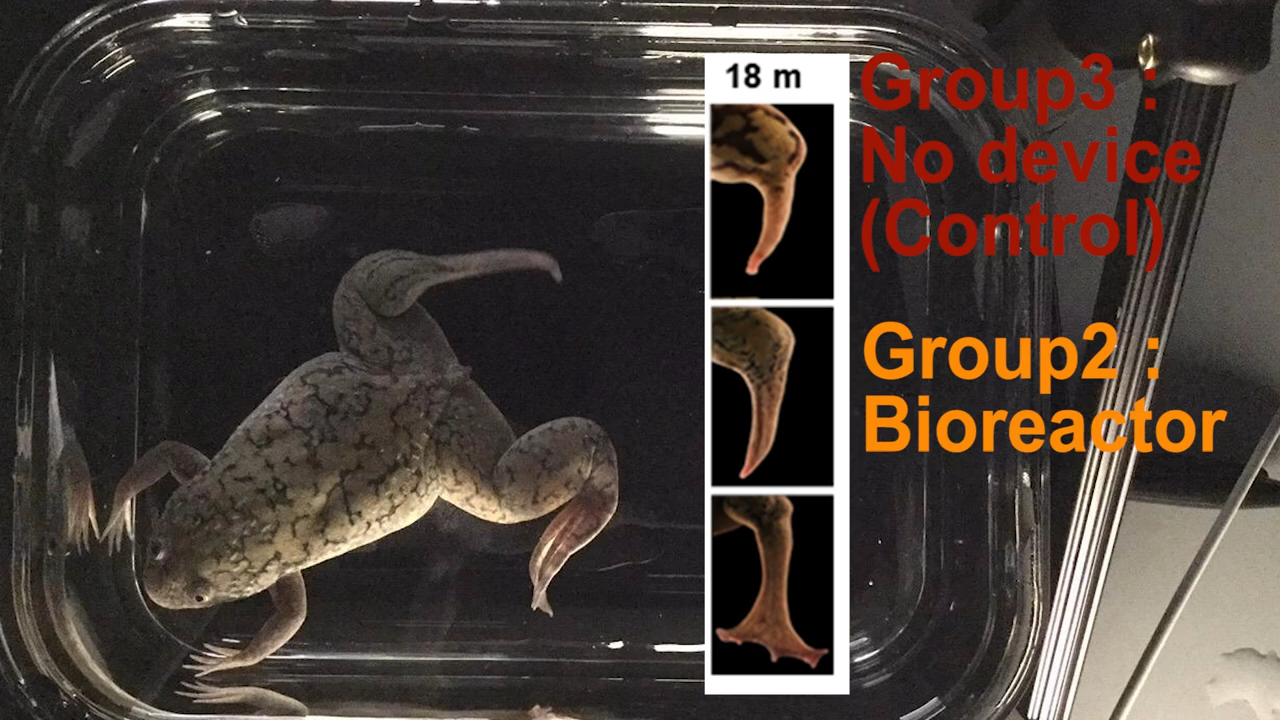 18 m
Group3 :
No device
(Control)
Group2 :
Bioreactor